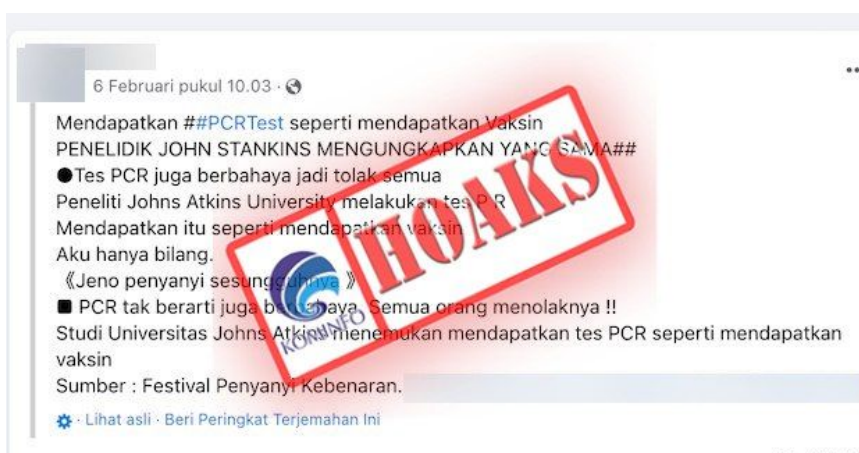 6 Februari pukul 10.03 ·
Mendapatkan ##PCRTest seperti mendapatkan Vaksin
PENELIDIK JOHN STANKINS MENGUNGKAPKAN YANG SAMA##
●Tes PCR juga berbahaya jadi tolak semua
Peneliti Johns Atkins University melakukan tes P R
Mendapatkan itu seperti mendapatkan vaksin
Aku hanya bilang.
《Jeno penyanyi sesungguhnya 》
■ PCR tak berarti juga berbahaya. Semua orang menolaknya !!
Studi Universitas Johns Atkins menemukan mendapatkan tes PCR seperti mendapatkan
vaksin
Sumber : Festival Penyanyi Kebenaran.
· Lihat asli · Beri Peringkat Terjemahan Ini
HOAKS
KOMINFO